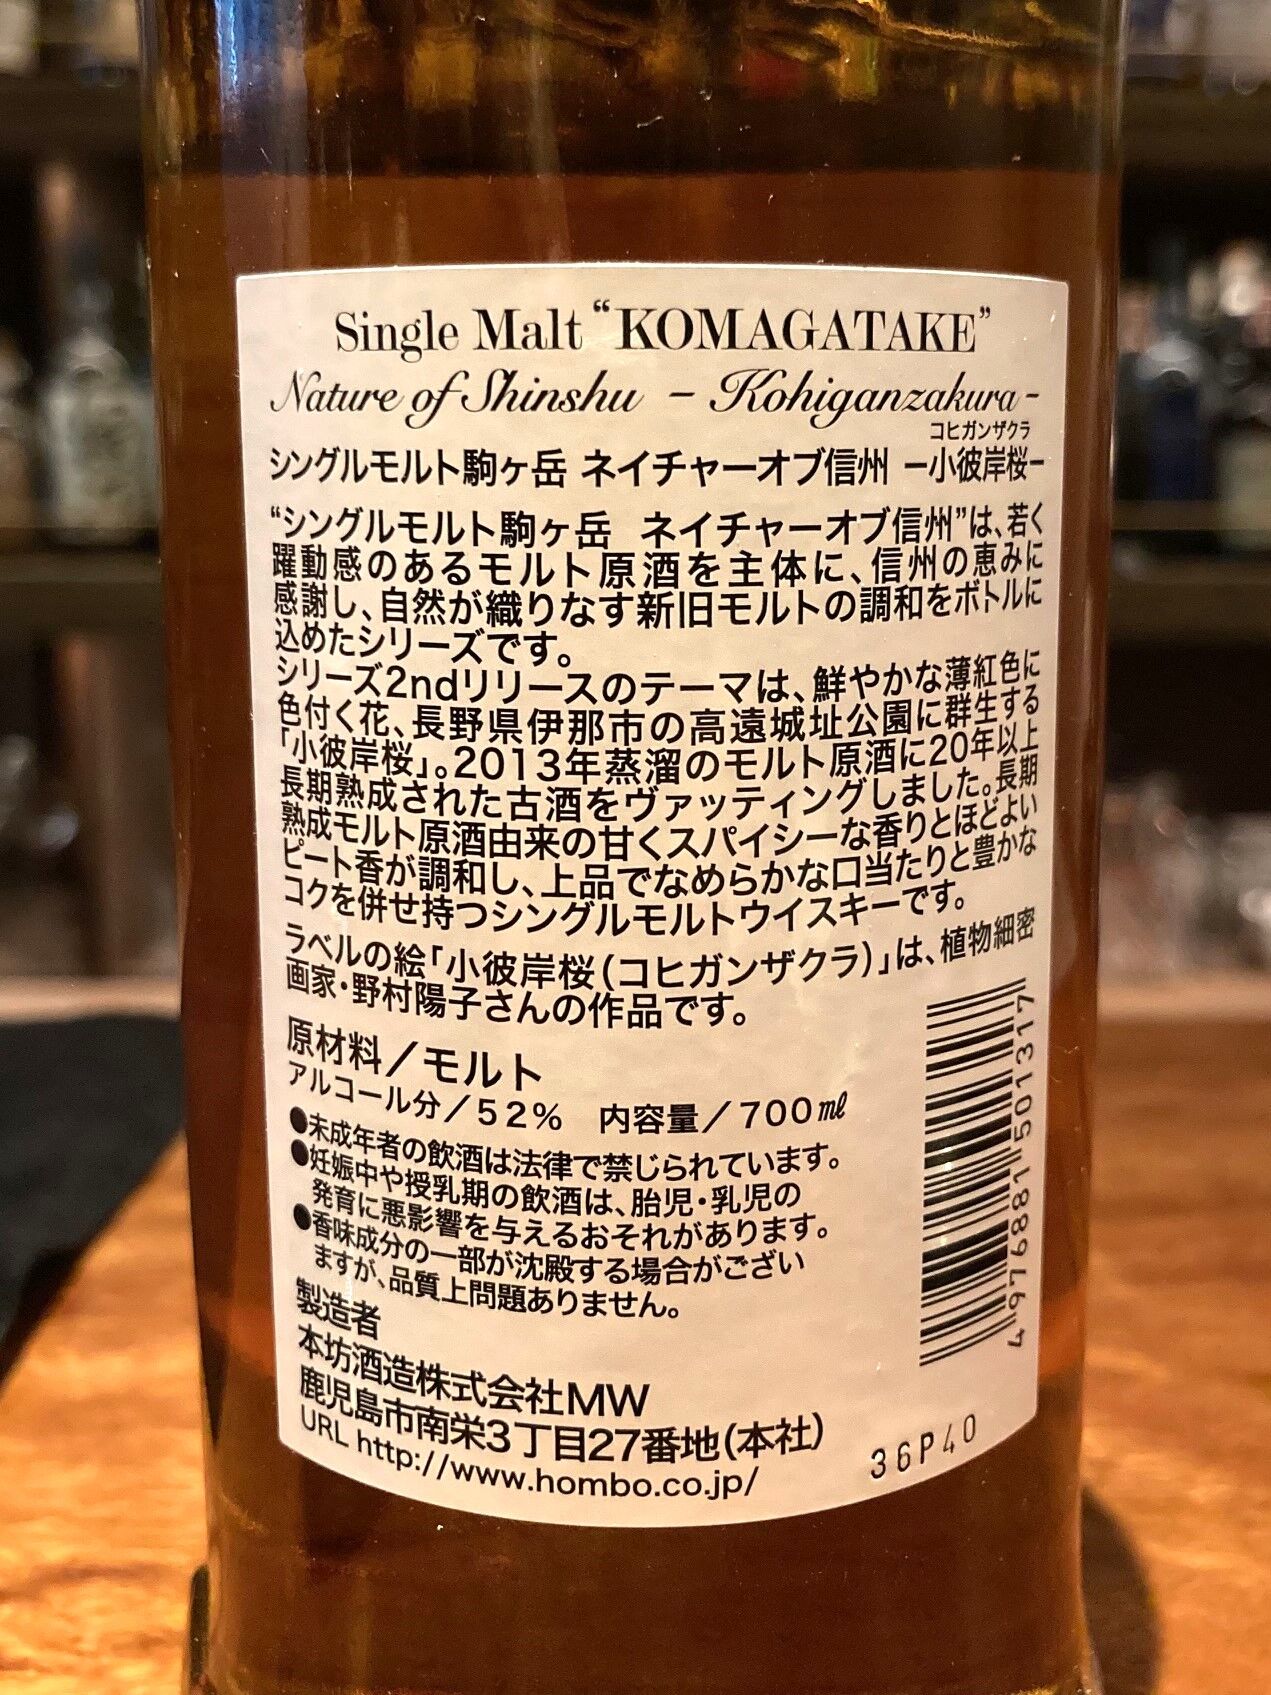 Single Malt “KOMAGATAKE”
Nature of Shinshu – Kohiganzakura -
コヒガンザクラ
シングルモルト駒ヶ岳 ネイチャーオブ信州 ー小彼岸桜ー
“シングルモルト駒ヶ岳 ネイチャーオブ信州”は、若く
躍動感のあるモルト原酒を主体に、信州の恵みに
感謝し、自然が織りなす新旧モルトの調和をボトルに
込めたシリーズです。
シリーズ2ndリリースのテーマは、鮮やかな薄紅色に
色付く花、長野県伊那市の高遠城址公園に群生する
「小彼岸桜」。2013年蒸溜のモルト原酒に20年以上
長期熟成された古酒をヴァッティングしました。長期
熟成モルト原酒由来の甘くスパイシーな香りとほどよい
ピート香が調和し、上品でなめらかな口当たりと豊かな
コクを併せ持つシングルモルトウイスキーです。
ラベルの絵「小彼岸桜(コヒガンザクラ)」は、植物細密
画家・野村陽子さんの作品です。
原材料／モルト
アルコール分／52% 内容量／700㎖
●未成年者の飲酒は法律で禁じられています。
●妊娠中や授乳期の飲酒は、胎児・乳児の
発育に悪影響を与えるおそれがあります。
●香味成分の一部が沈殿する場合がござい
ますが、品質上問題ありません。
製造者
本坊酒造株式会社MW
鹿児島市南栄3丁目27番地(本社)
URL http://www.hombo.co.jp/
4976881501317
36P40